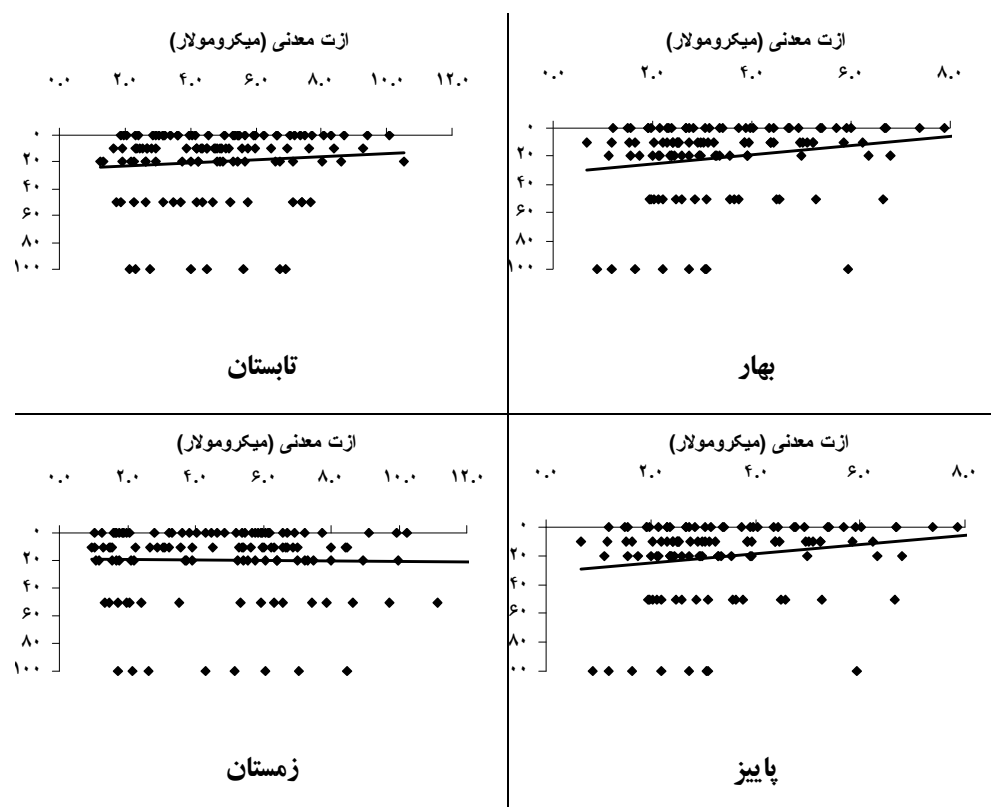 ازت معدنی (میکرومولار)
۰.۰ ۲.۰ ۴.۰ ۶.۰ ۸.۰
۰
۲۰
۴۰
۶۰
۸۰
۱۰۰
بهار
ازت معدنی (میکرومولار)
۰.۰ ۲.۰ ۴.۰ ۶.۰ ۸.۰ ۱۰.۰ ۱۲.۰
۰
۲۰
۴۰
۶۰
۸۰
۱۰۰
تابستان
ازت معدنی (میکرومولار)
۰.۰ ۲.۰ ۴.۰ ۶.۰ ۸.۰
۰
۲۰
۴۰
۶۰
۸۰
۰۰
پاییز
ازت معدنی (میکرومولار)
۰.۰ ۲.۰ ۴.۰ ۶.۰ ۸.۰ ۱۰.۰ ۱۲.۰
۰
۲۰
۴۰
۶۰
۸۰
۱۰۰
زمستان